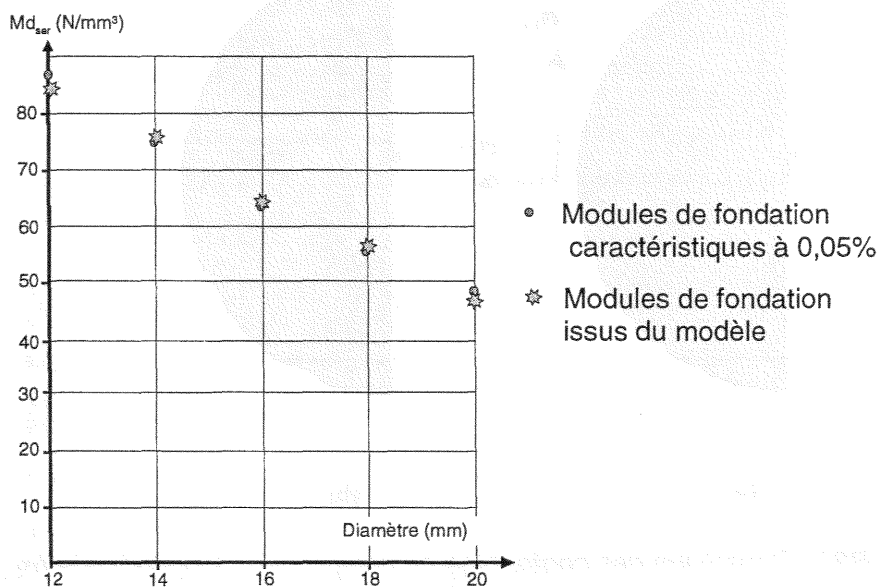 Md_ser (N/mm³)
80
70
60
50
40
30
20
10
Diamètre (mm)
12
14
16
18
20
Modules de fondation
caractéristiques à 0,05%
Modules de fondation
issus du modèle